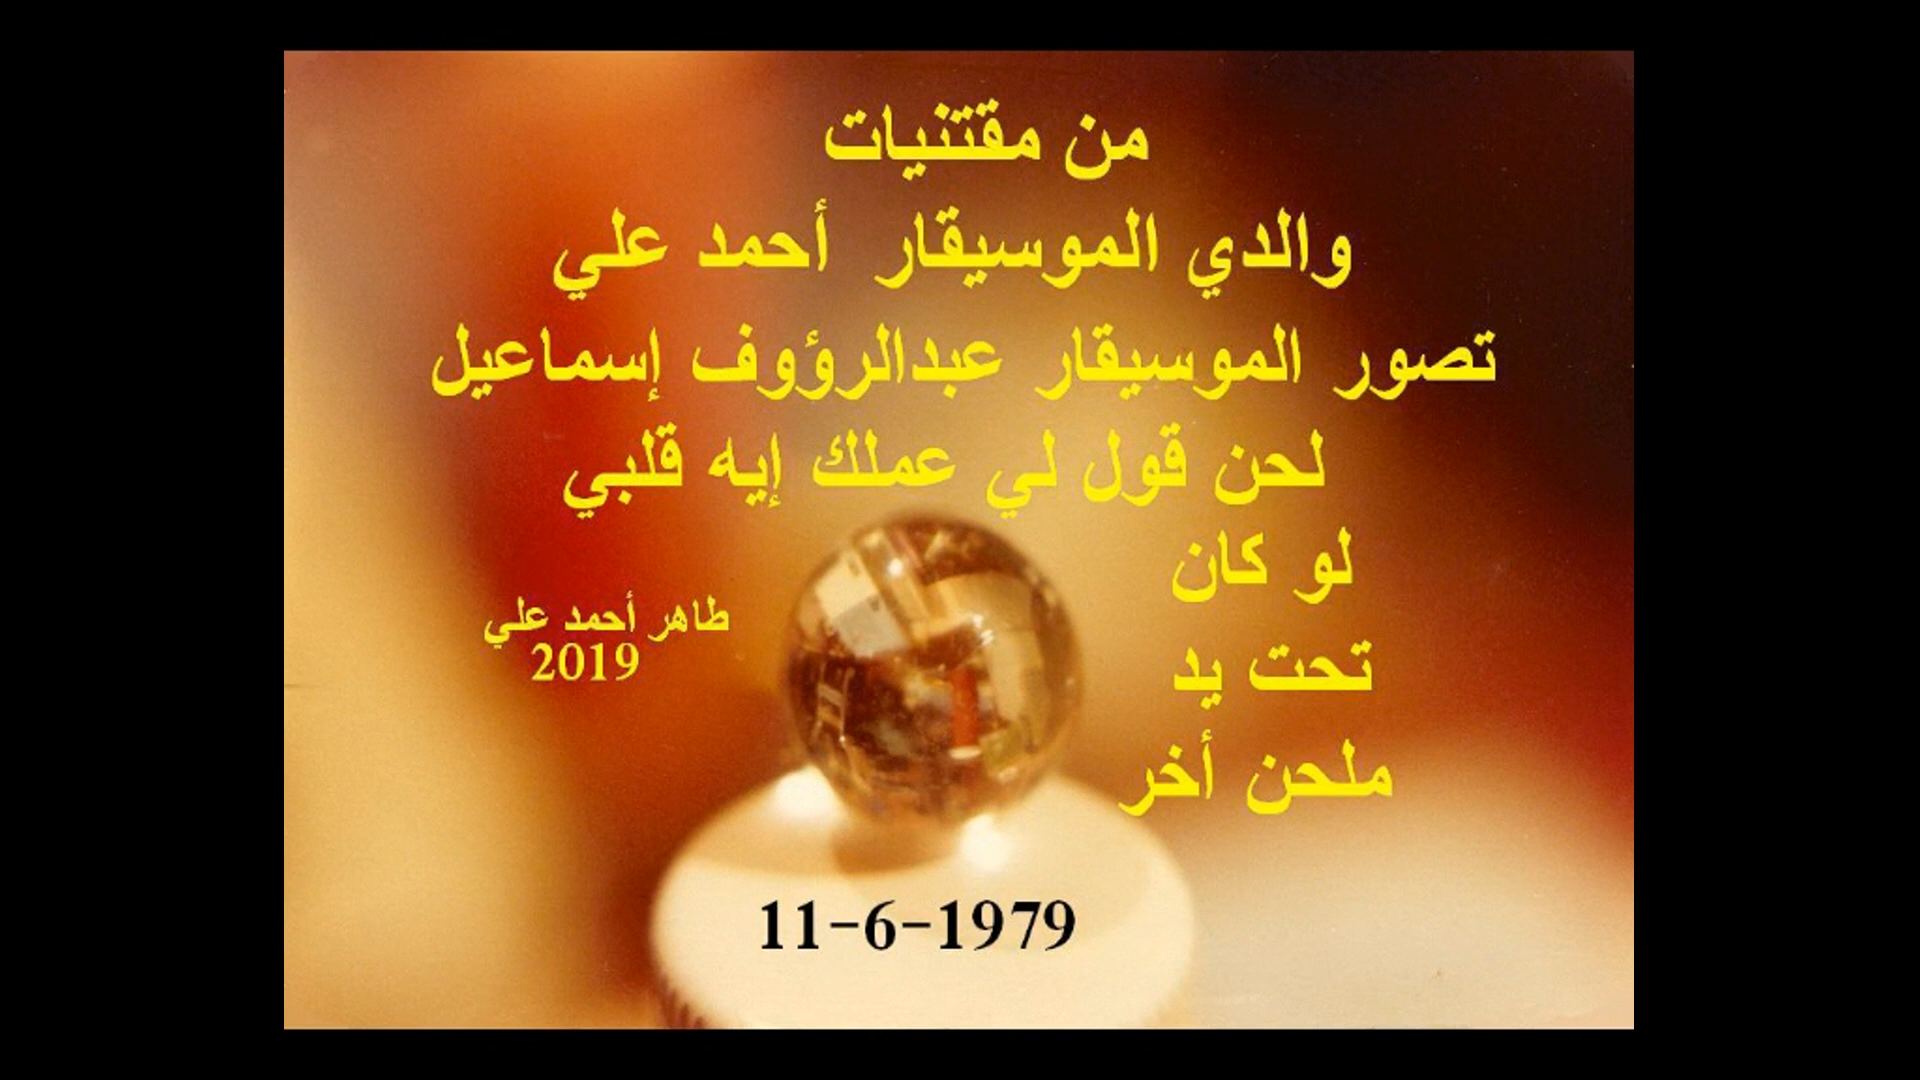 من مقتنيات
والدي الموسيقار أحمد علي
تصور الموسيقار عبدالرؤوف إسماعيل
لحن قول لي عملك إيه قلبي
لو كان
تحت يد
ملحن أخر
طاهر أحمد علي
2019
11-6-1979